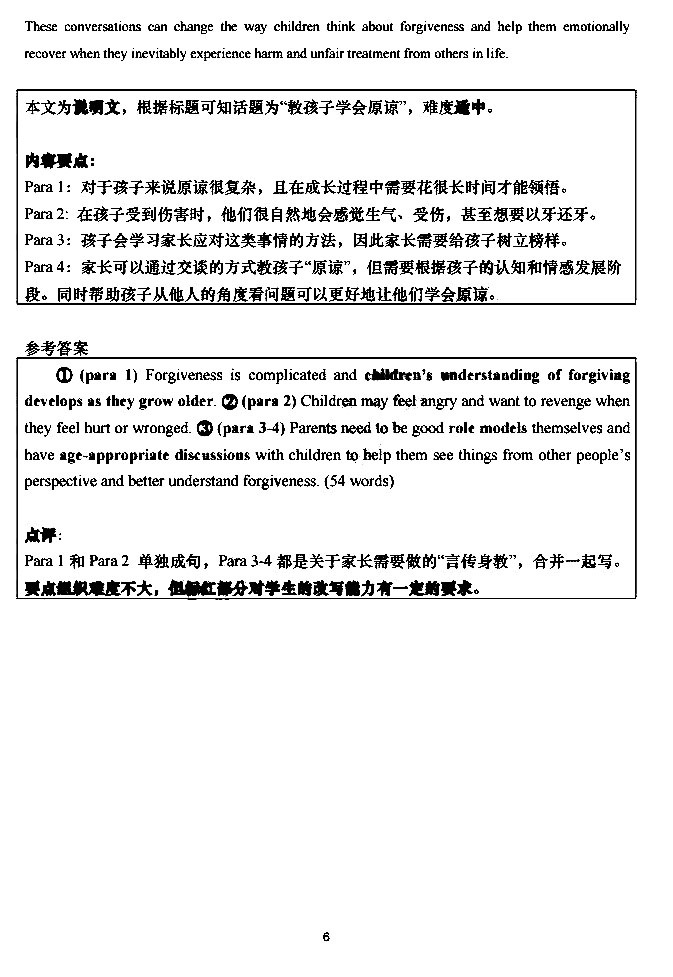 These conversations can change the way children think about forgiveness and help them emotionally
recover when they inevitably experience harm and unfair treatment from others in life.
本文为说明文，根据标题可知话题为“教孩子学会原谅”，难度适中。
内容要点：
Para 1：对于孩子来说原谅很复杂，且在成长过程中需要花很长时间才能领悟。
Para 2: 在孩子受到伤害时，他们很自然地会感觉生气、受伤，甚至想要以牙还牙。
Para 3：孩子会学习家长应对这类事情的方法，因此家长需要给孩子树立榜样。
Para 4：家长可以通过交谈的方式教孩子“原谅”，但需要根据孩子的认知和情感发展阶
段。同时帮助孩子从他人的角度看问题可以更好地让他们学会原谅。
参考答案
① (para 1) Forgiveness is complicated and children’s understanding of forgiving
develops as they grow older. ② (para 2) Children may feel angry and want to revenge when
they feel hurt or wronged. ③ (para 3-4) Parents need to be good role models themselves and
have age-appropriate discussions with children to help them see things from other people’s
perspective and better understand forgiveness. (54 words)
点评：
Para 1 和 Para 2 单独成句，Para 3-4 都是关于家长需要做的“言传身教”，合并一起写。
要点组织难度不大，但标红部分对学生的改写能力有一定的要求。
6